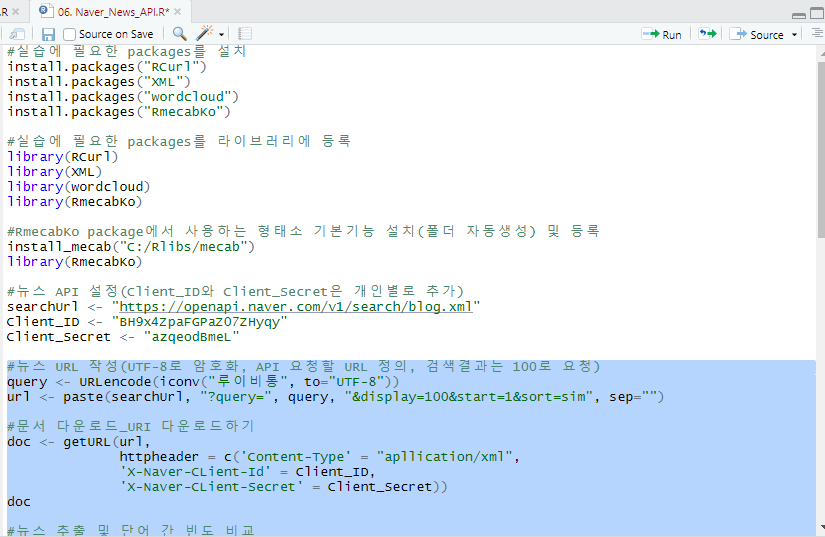 .R
06. Naver_News_API.R*
Source on Save
Run
Source
#실습에 필요한 packages를 설치
install.packages("RCurl")
install.packages("XML")
install.packages("wordcloud")
install.packages("RmecabKo")
#실습에 필요한 packages를 라이브러리에 등록
library(RCurl)
library(XML)
library(wordcloud)
library(RmecabKo)
#RmecabKo package에서 사용하는 형태소 기본기능 설치(폴더 자동생성) 및 등록
install_mecab("C:/Rlibs/mecab")
library(RmecabKo)
#뉴스 API 설정(Client_ID와 Client_Secret은 개인별로 추가)
searchUrl <- "https://openapi.naver.com/v1/search/blog.xml"
Client_ID <- "BH9x4ZpaFGPaZO7ZHyqy"
Client_Secret <- "azqeodBmeL"
#뉴스 URL 작성(UTF-8로 암호화, API 요청할 URL 정의, 검색결과는 100로 요청)
query <- URLencode(iconv("루이비통", to="UTF-8"))
url <- paste(searchUrl, "?query=", query, "&display=100&start=1&sort=sim", sep="")
#문서 다운로드_URI 다운로드하기
doc <- getURL(url,
httpheader = c('Content-Type' = "apllication/xml",
'X-Naver-CLient-Id' = Client_ID,
'X-Naver-CLient-Secret' = Client_Secret))
doc
#뉴스 추출 및 단어 간 빈도 비교